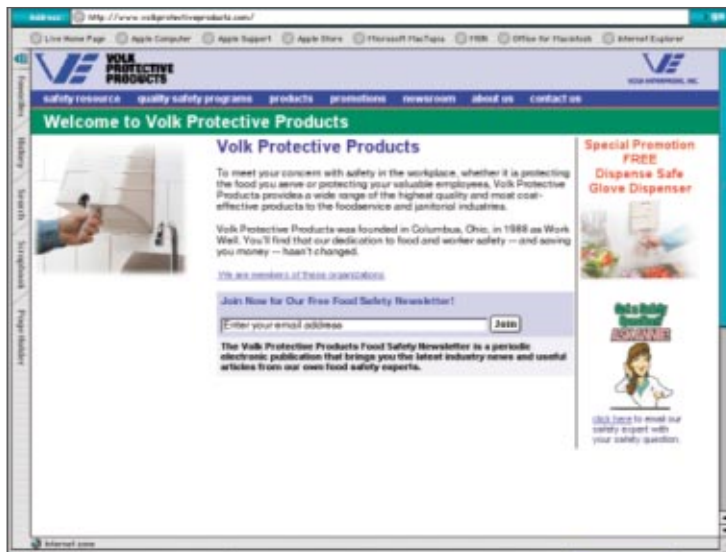 Address: http://www.volkprotectiveproducts.com/
Live Home Page Apple Computer Apple Support Apple Store Microsoft MacTopia MSN Office for Macintosh Internet Explorer
Favorites
History
Search
Scrapbook
Page Holder
VOLK
PROTECTIVE
PRODUCTS
VE
VOLK ENTERPRISES, INC.
safety resource quality safety programs products promotions newsroom about us contact us
Welcome to Volk Protective Products
Volk Protective Products
To meet your concern with safety in the workplace, whether it is protecting
the food you serve or protecting your valuable employees, Volk Protective
Products provides a wide range of the highest quality and most cost-
effective products to the foodservice and janitorial industries.
Volk Protective Products was founded in Columbus, Ohio, in 1988 as Work
Well. You'll find that our dedication to food and worker safety -- and saving
you money -- hasn't changed.
We are members of these organizations
Join Now for Our Free Food Safety Newsletter!
Enter your email address Join
The Volk Protective Products Food Safety Newsletter is a periodic
electronic publication that brings you the latest industry news and useful
articles from our own food safety experts.
Special Promotion
FREE
Dispense Safe
Glove Dispenser
Got a Safety
Question?
click here to email our
safety expert with
your safety question.
Internet zone